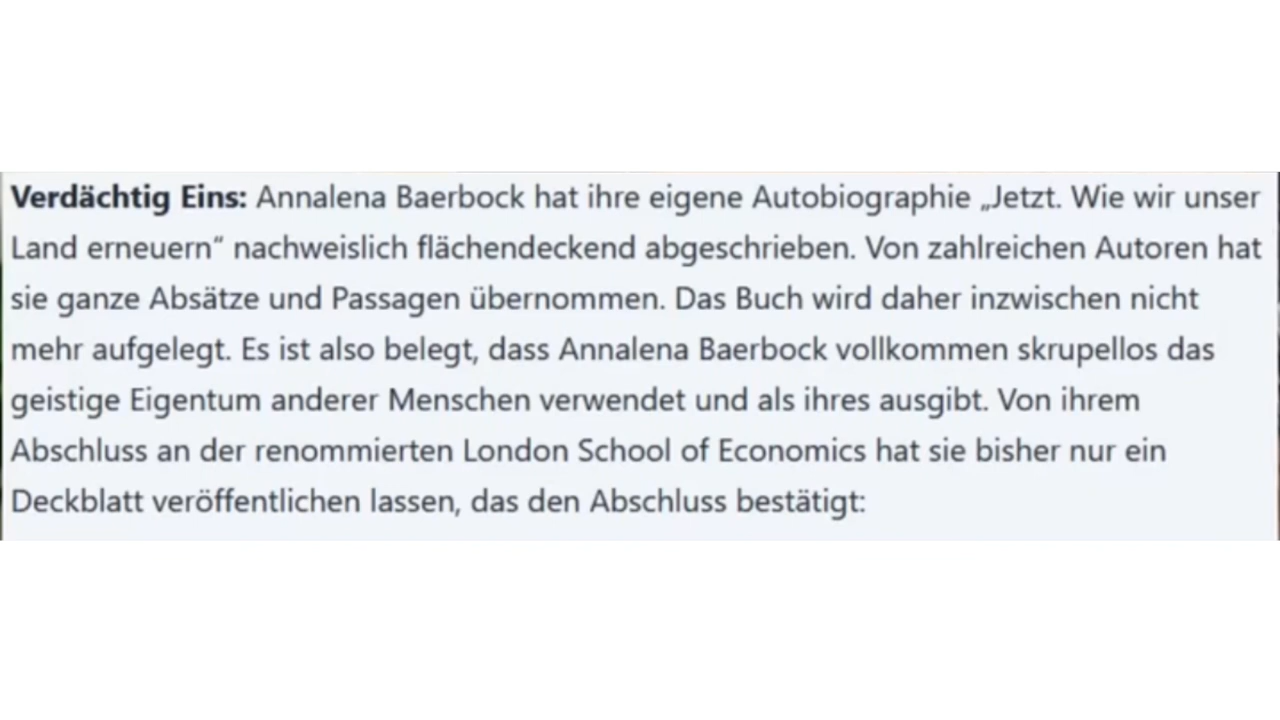 Verdächtig Eins: Annalena Baerbock hat ihre eigene Autobiographie „Jetzt. Wie wir unser
Land erneuern“ nachweislich flächendeckend abgeschrieben. Von zahlreichen Autoren hat
sie ganze Absätze und Passagen übernommen. Das Buch wird daher inzwischen nicht
mehr aufgelegt. Es ist also belegt, dass Annalena Baerbock vollkommen skrupellos das
geistige Eigentum anderer Menschen verwendet und als ihres ausgibt. Von ihrem
Abschluss an der renommierten London School of Economics hat sie bisher nur ein
Deckblatt veröffentlichen lassen, das den Abschluss bestätigt: